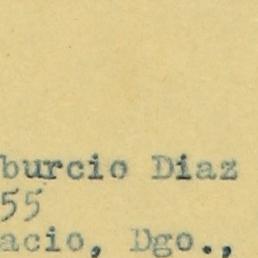 burcio Diaz
55
acio, Dgo.,